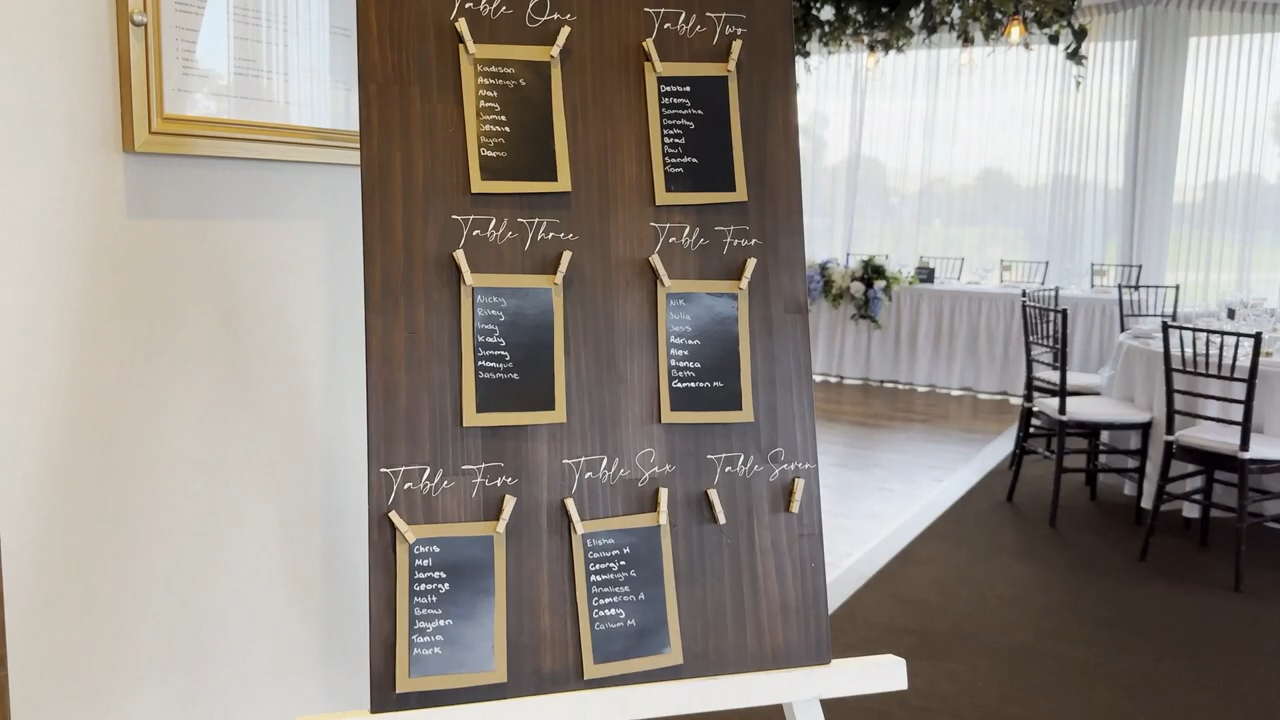 Table One
Kadison
Ashleigh S
Nat
Amy
Jamie
Jessie
Ryan
Damo
Table Two
Debbie
Jeremy
Samantha
Dorothy
Kath
Brad
Paul
Sandra
Tom
Table Three
Nicky
Riley
Indy
Kody
Jimmy
Monique
Jasmine
Table Four
Nik
Julia
Jess
Adrian
Alex
Bianca
Beth
Cameron ML
Table Five
Chris
Mel
James
George
Matt
Beau
Jayden
Tania
Mark
Table Six
Elisha
Callum H
Georgia
Ashleigh G
Analiese
Cameron A
Casey
Callum M
Table Seven